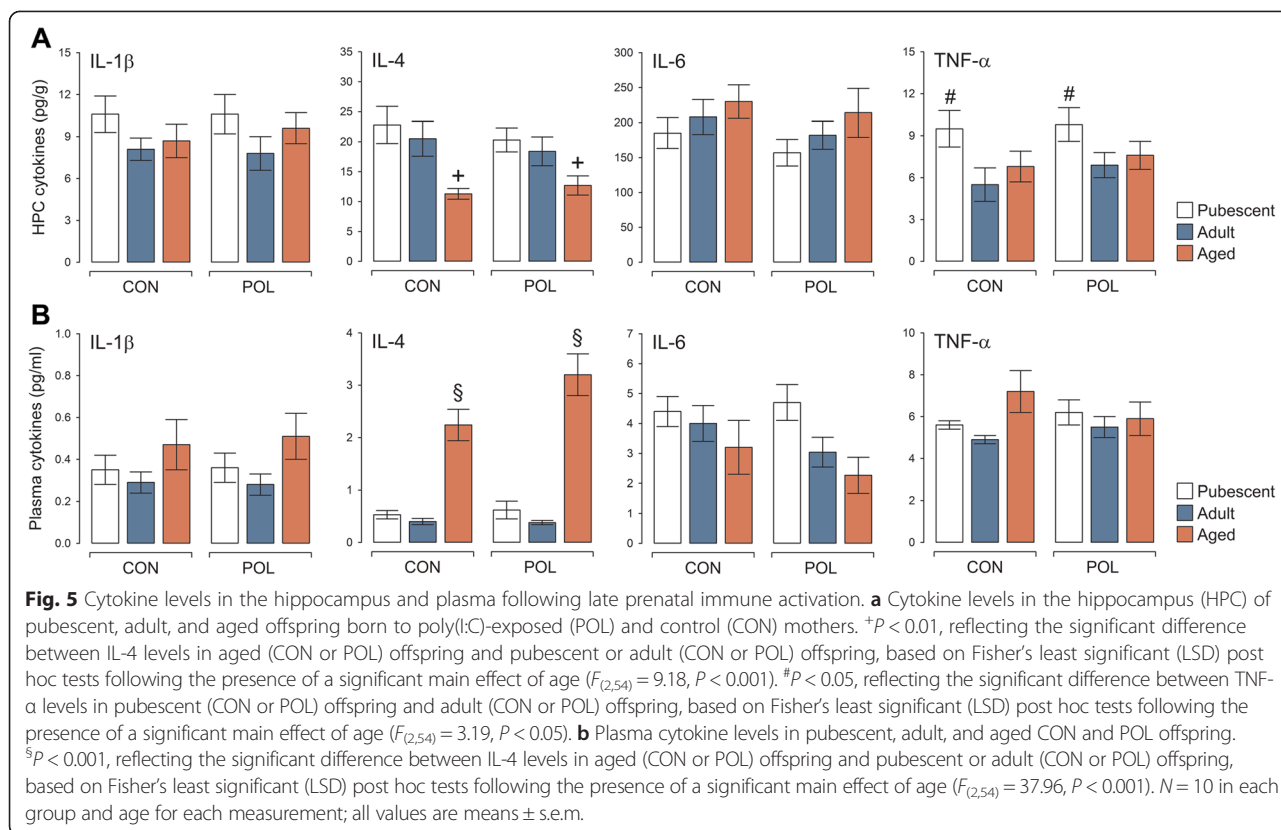 A
IL-1β
IL-4
IL-6
TNF-α
HPC cytokines (pg/g)
15
12
9
6
3
0
35
30
25
20
15
10
5
0
300
250
200
150
100
50
0
15
12
9
6
3
0
+
+
#
#
CON
POL
CON
POL
CON
POL
CON
POL
Pubescent
Adult
Aged
B
IL-1β
IL-4
IL-6
TNF-α
Plasma cytokines (pg/ml)
1.0
0.8
0.6
0.4
0.2
0.0
4
3
2
1
0
7
6
5
4
3
2
1
0
10
8
6
4
2
0
§
§
CON
POL
CON
POL
CON
POL
CON
POL
Pubescent
Adult
Aged
Fig. 5 Cytokine levels in the hippocampus and plasma following late prenatal immune activation. a Cytokine levels in the hippocampus (HPC) of
pubescent, adult, and aged offspring born to poly(I:C)-exposed (POL) and control (CON) mothers. +P < 0.01, reflecting the significant difference
between IL-4 levels in aged (CON or POL) offspring and pubescent or adult (CON or POL) offspring, based on Fisher's least significant (LSD) post
hoc tests following the presence of a significant main effect of age (F(2,54) = 9.18, P < 0.001). #P < 0.05, reflecting the significant difference between TNF-
α levels in pubescent (CON or POL) offspring and adult (CON or POL) offspring, based on Fisher's least significant (LSD) post hoc tests following the
presence of a significant main effect of age (F(2,54) = 3.19, P < 0.05). b Plasma cytokine levels in pubescent, adult, and aged CON and POL offspring.
§P < 0.001, reflecting the significant difference between IL-4 levels in aged (CON or POL) offspring and pubescent or adult (CON or POL) offspring,
based on Fisher's least significant (LSD) post hoc tests following the presence of a significant main effect of age (F(2,54) = 37.96, P < 0.001). N = 10 in each
group and age for each measurement; all values are means ± s.e.m.